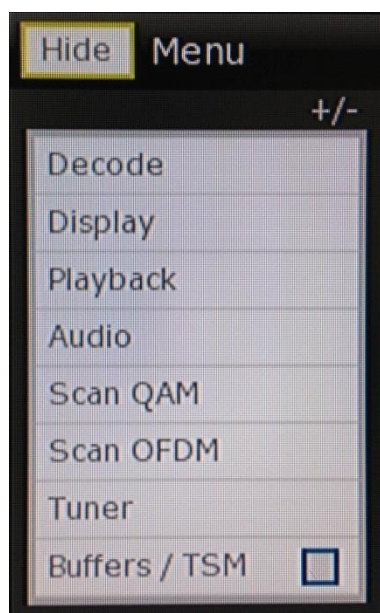 Hide Menu
+/-
Decode
Display
Playback
Audio
Scan QAM
Scan OFDM
Tuner
Buffers / TSM